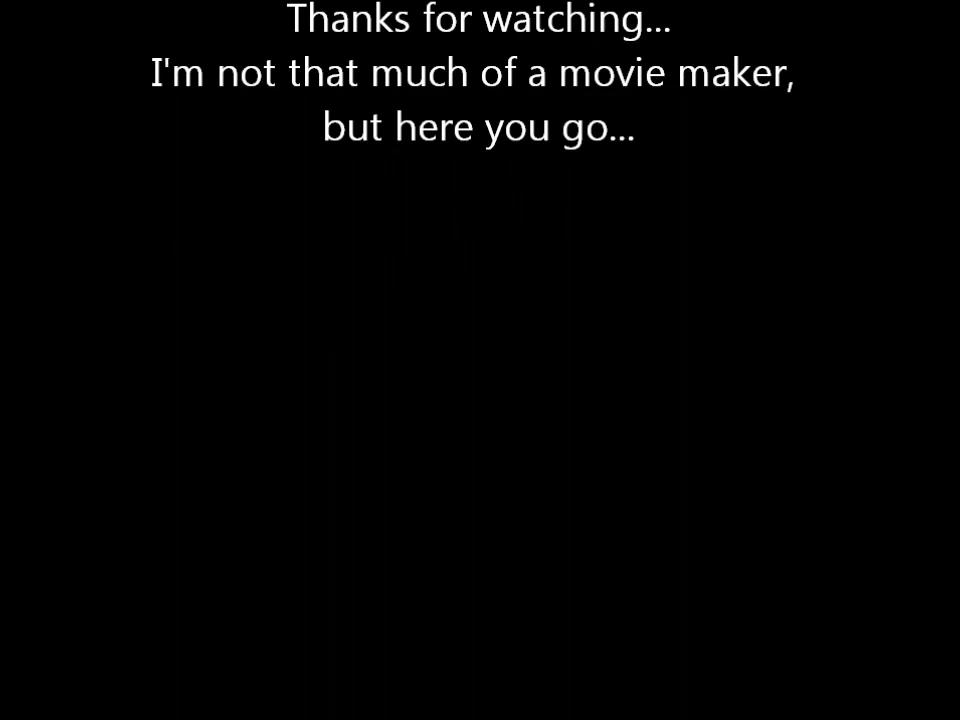 Thanks for watching...
I'm not that much of a movie maker,
but here you go...